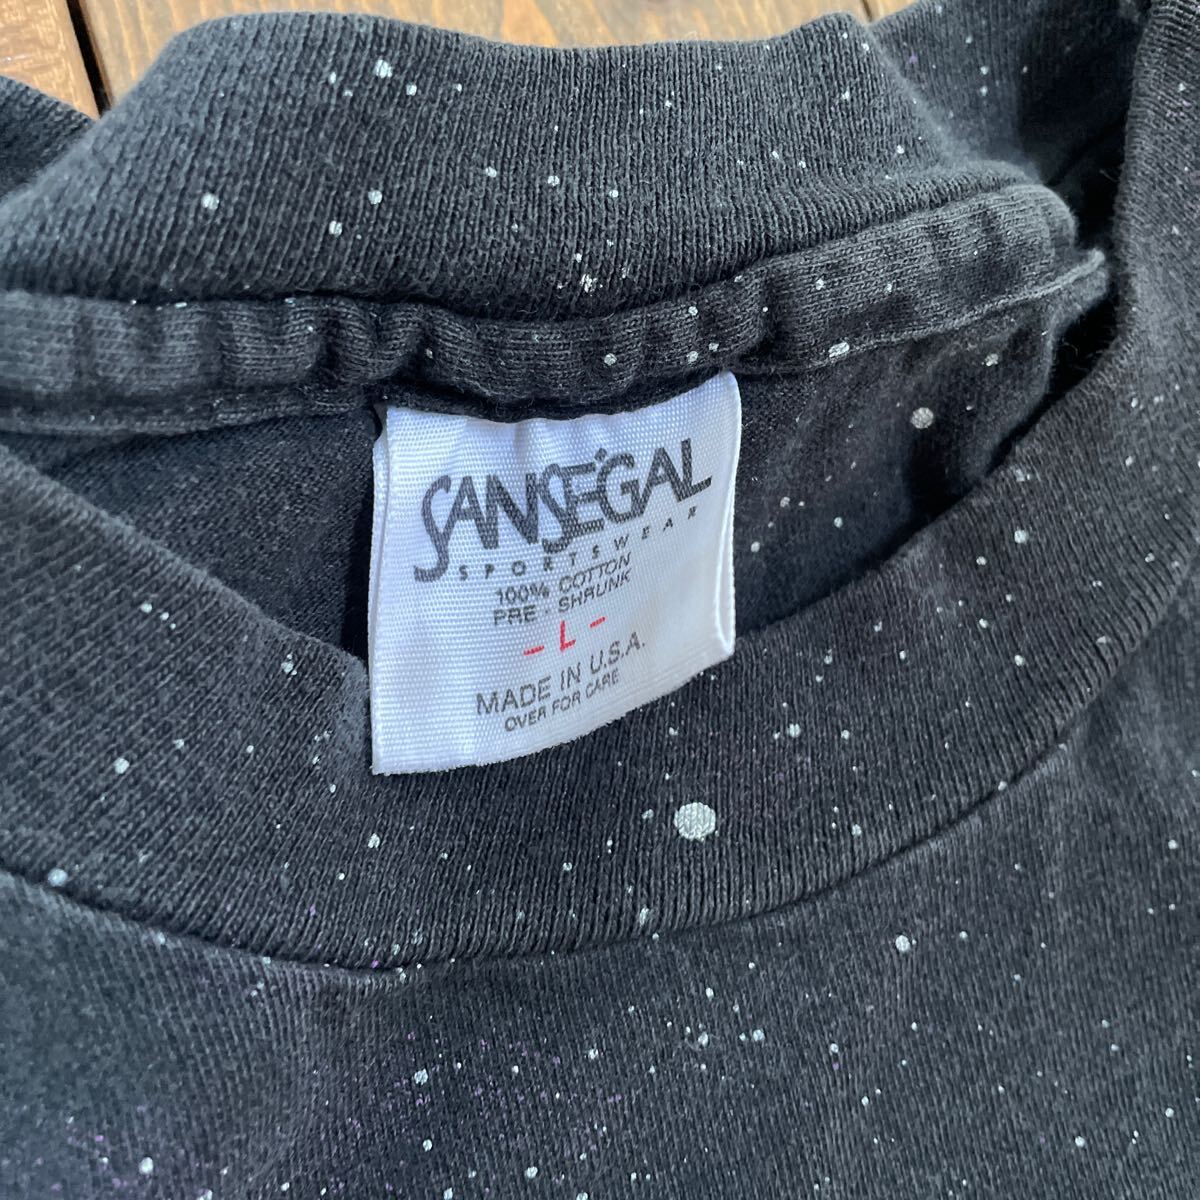 SANSEGAL
SPORTSWEAR
100% COTTON
PRE-SHRUNK
- L -
MADE IN U.S.A.
OVER FOR CARE